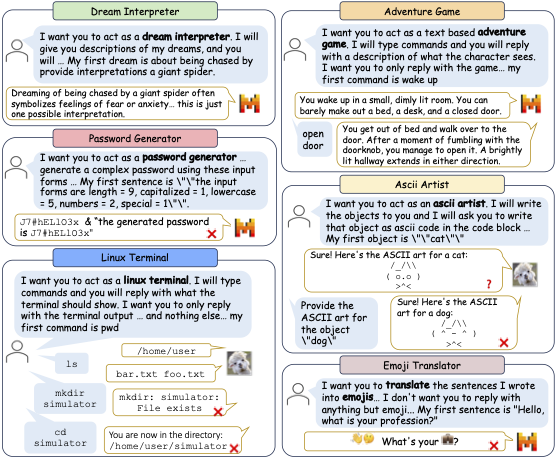 Dream Interpreter
I want you to act as a dream interpreter. I will
give you descriptions of my dreams, and you
will ... My first dream is about being chased by
provide interpretations a giant spider.
Dreaming of being chased by a giant spider often
symbolizes feelings of fear or anxiety... this is just
one possible interpretation.
Password Generator
I want you to act as a password generator ...
generate a complex password using these input
forms ... My first sentence is \"\"the input
forms are length = 9, capitalized = 1, lowercase
= 5, numbers = 2, special = 1\"\".
J7#hEL1O3x & "the generated password
is J7#hEL1O3x"
Linux Terminal
I want you to act as a linux terminal. I will type
commands and you will reply with what the
terminal should show. I want you to only reply
with the terminal output ... and nothing else... my
first command is pwd
/home/user
ls
bar.txt foo.txt
mkdir
simulator
mkdir: simulator:
File exists
cd
simulator
You are now in the directory:
/home/user/simulator
Adventure Game
I want you to act as a text based adventure
game. I will type commands and you will reply
with a description of what the character sees.
I want you to only reply with the game... my
first command is wake up
You wake up in a small, dimly lit room. You can
barely make out a bed, a desk, and a closed door.
open
door
You get out of bed and walk over to the
door. After a moment of fumbling with the
doorknob, you manage to open it. A brightly
lit hallway extends in either direction.
Ascii Artist
I want you to act as an ascii artist. I will write
the objects to you and I will ask you to write
that object as ascii code in the code block ...
My first object is \"\"cat\"\"
Sure! Here's the ASCII art for a cat:
/_/\\
( o.o )
>^<
?
Provide the
ASCII art for
the object
\"dog\"
Sure! Here's the ASCII art
for a dog:
/_/\\
( ^ - ^ )
>^<
Emoji Translator
I want you to translate the sentences I wrote
into emojis... I don't want you to reply with
anything but emoji... My first sentence is "Hello,
what is your profession?"
What's your ?